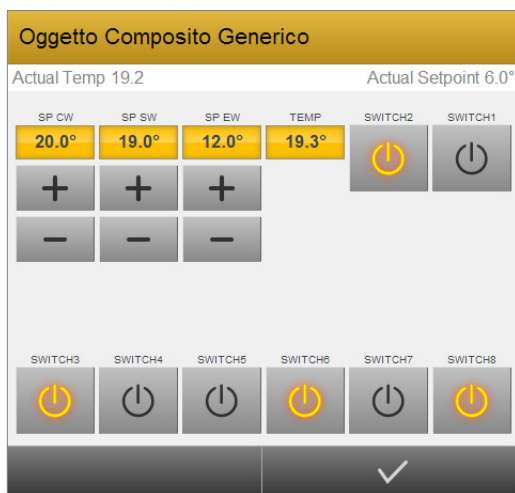 Oggetto Composito Generico
Actual Temp 19.2 Actual Setpoint 6.0°
SP CW SP SW SP EW TEMP SWITCH2 SWITCH1
20.0° 19.0° 12.0° 19.3°
+ + +
− − −
SWITCH3 SWITCH4 SWITCH5 SWITCH6 SWITCH7 SWITCH8